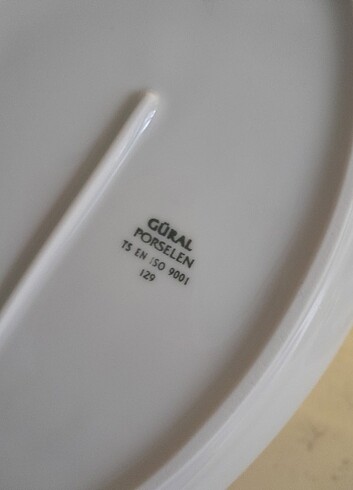 GÜRAL
PORSELEN
TS EN ISO 9001
129